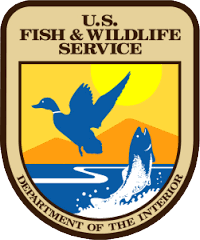 U.S.
FISH & WILDLIFE
SERVICE
DEPARTMENT OF THE INTERIOR